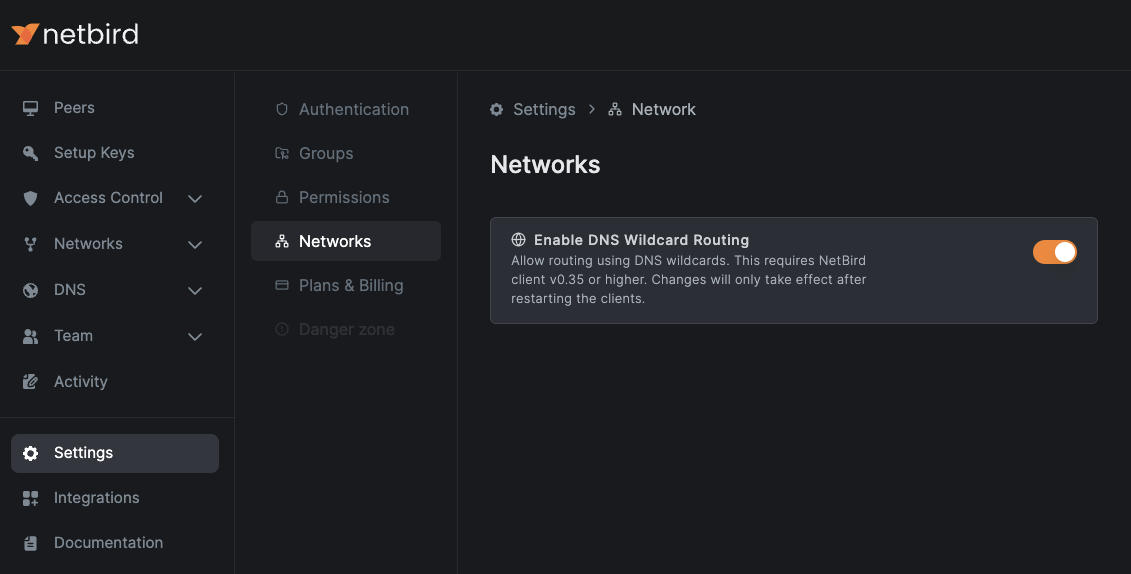 netbird
Peers
Setup Keys
Access Control
Networks
DNS
Team
Activity
Settings
Integrations
Documentation
Authentication
Groups
Permissions
Networks
Plans & Billing
Danger zone
Settings > Network
Networks
Enable DNS Wildcard Routing
Allow routing using DNS wildcards. This requires NetBird
client v0.35 or higher. Changes will only take effect after
restarting the clients.